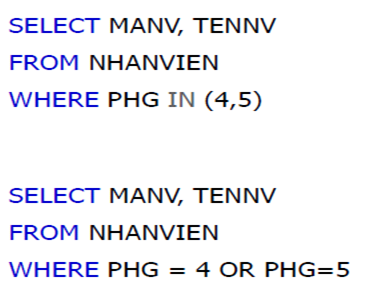 SELECT MANV, TENNV
FROM NHANVIEN
WHERE PHG IN (4,5)
SELECT MANV, TENNV
FROM NHANVIEN
WHERE PHG = 4 OR PHG=5